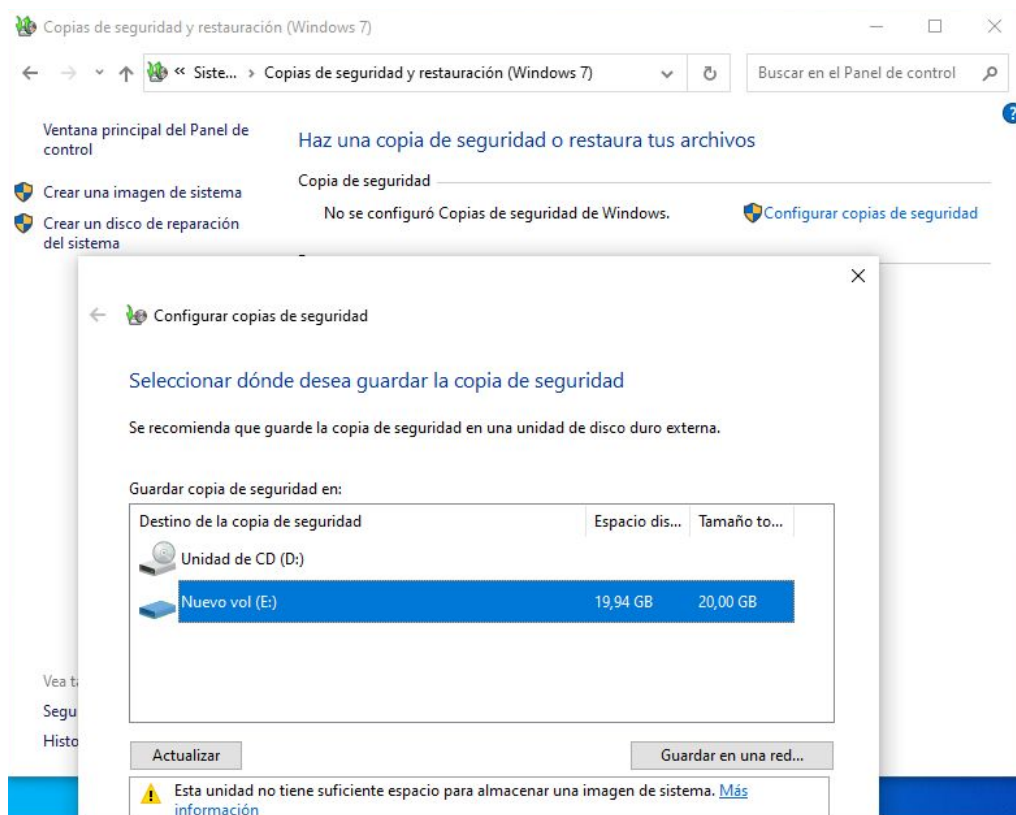 Copias de seguridad y restauración (Windows 7)
« Siste... › Copias de seguridad y restauración (Windows 7)
Buscar en el Panel de control
Ventana principal del Panel de
control
Crear una imagen de sistema
Crear un disco de reparación
del sistema
Haz una copia de seguridad o restaura tus archivos
Copia de seguridad
No se configuró Copias de seguridad de Windows.
Configurar copias de seguridad
Configurar copias de seguridad
Seleccionar dónde desea guardar la copia de seguridad
Se recomienda que guarde la copia de seguridad en una unidad de disco duro externa.
Guardar copia de seguridad en:
Destino de la copia de seguridad Espacio dis... Tamaño to...
Unidad de CD (D:)
Nuevo vol (E:) 19,94 GB 20,00 GB
Vea
Segu
Histo
Actualizar Guardar en una red...
Esta unidad no tiene suficiente espacio para almacenar una imagen de sistema. Más
información